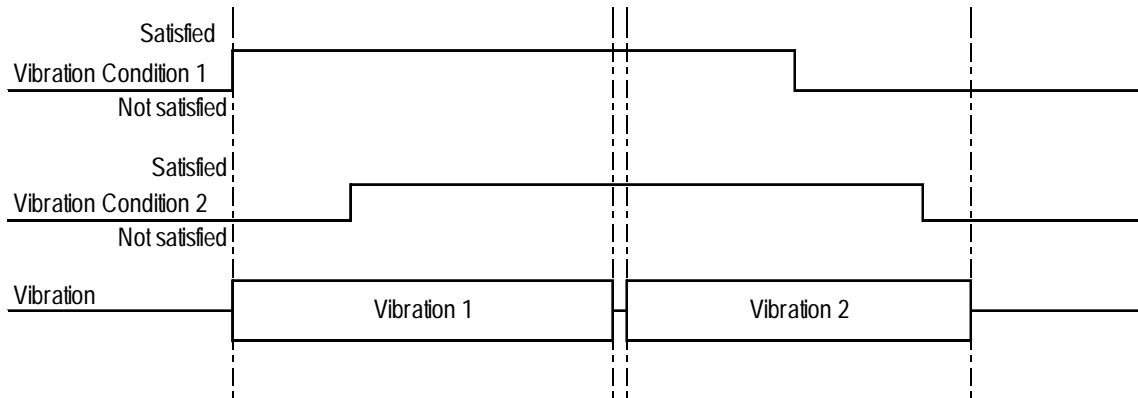 Satisfied
Vibration Condition 1
Not satisfied
Satisfied
Vibration Condition 2
Not satisfied
Vibration
Vibration 1
Vibration 2